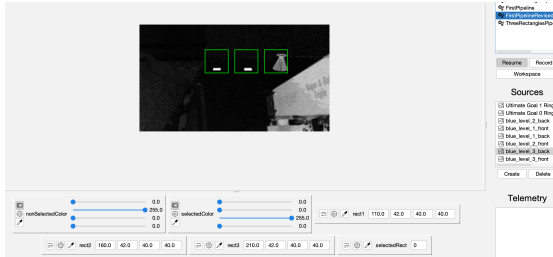 FirstPipeline
FirstPipelineRevised
ThreeRectanglesPip
Resume
Record
Workspace
Sources
Ultimate Goal 1 Ring
Ultimate Goal 0 Ring
blue_level_2_back
blue_level_1_front
blue_level_1_back
blue_level_2_front
blue_level_3_back
blue_level_3_front
Create
Delete
Telemetry
nonSelectedColor
0.0
255.0
0.0
0.0
selectedColor
0.0
0.0
255.0
0.0
rect1 110.0 42.0 40.0 40.0
rect2 160.0 42.0 40.0 40.0
rect3 210.0 42.0 40.0 40.0
selectedRect 0